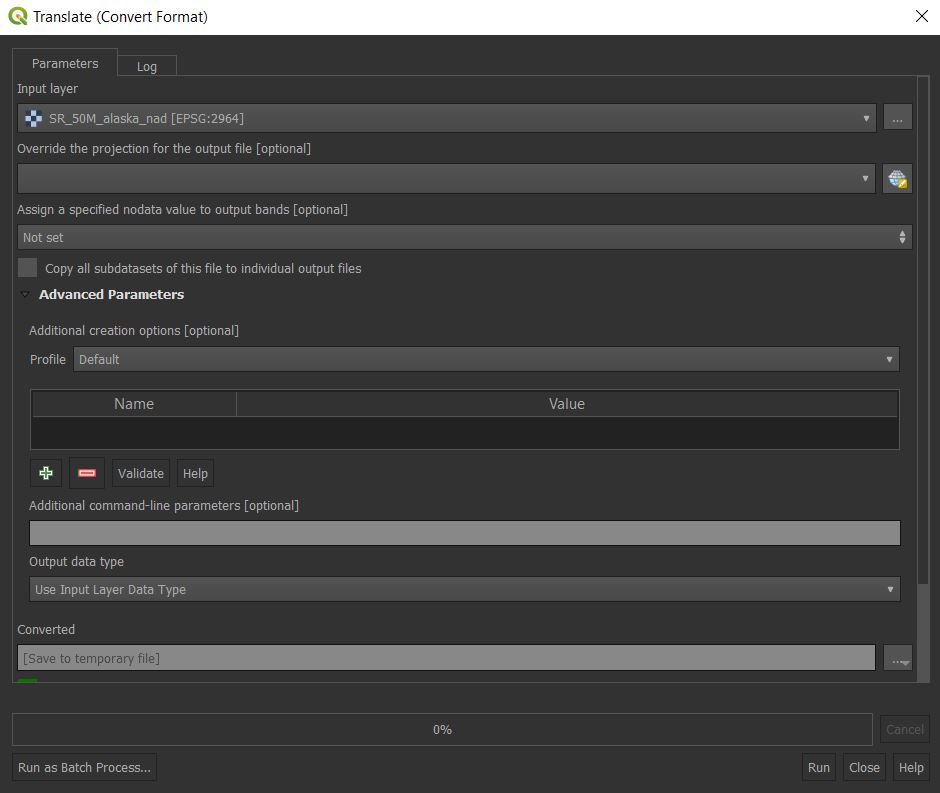 Translate (Convert Format)
Parameters
Log
Input layer
SR_50M_alaska_nad [EPSG:2964]
...
Override the projection for the output file [optional]
Assign a specified nodata value to output bands [optional]
Not set
Copy all subdatasets of this file to individual output files
Advanced Parameters
Additional creation options [optional]
Profile Default
Name Value
Validate Help
Additional command-line parameters [optional]
Output data type
Use Input Layer Data Type
Converted
[Save to temporary file]
...
0%
Cancel
Run as Batch Process...
Run Close Help